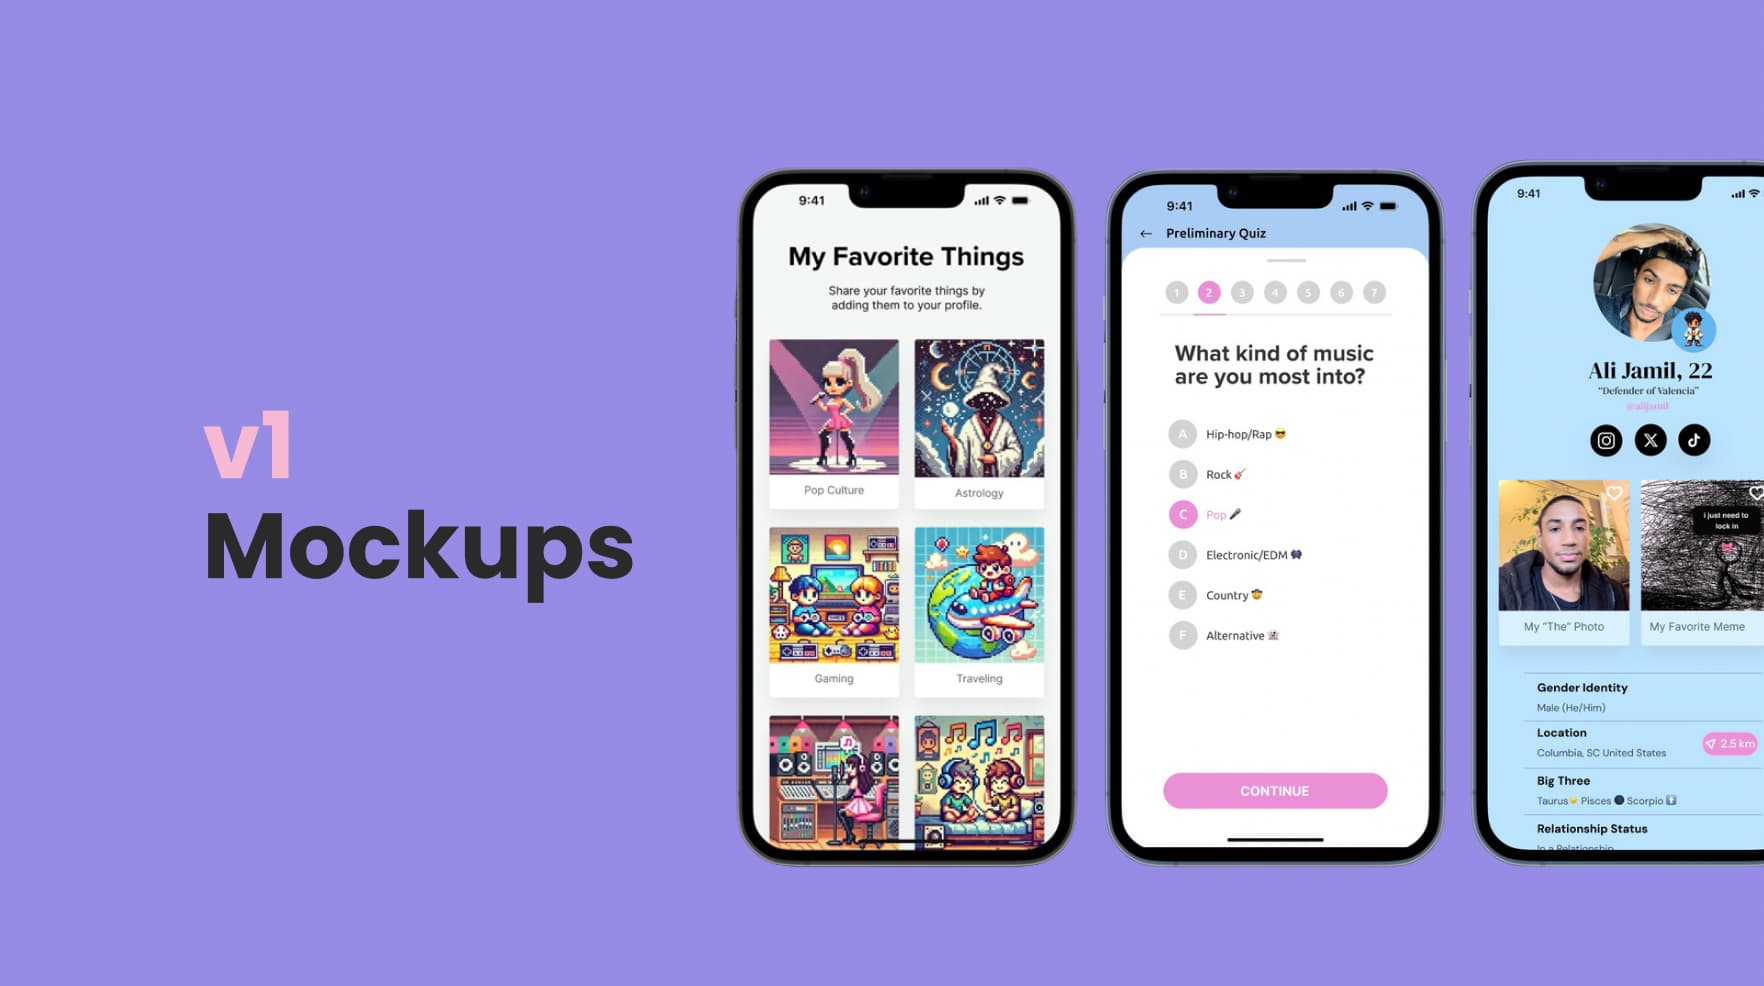 v1
Mockups
9:41
My Favorite Things
Share your favorite things by
adding them to your profile.
Pop Culture
Astrology
Gaming
Traveling
9:41
← Preliminary Quiz
1 2 3 4 5 6 7
What kind of music
are you most into?
A Hip-hop/Rap 😎
B Rock 🎸
C Pop 🎤
D Electronic/EDM
E Country 🤠
F Alternative
CONTINUE
9:41
Ali Jamil, 22
“Defender of Valencia”
@alijamil
i just need to
lock in
My "The" Photo
My Favorite Meme
Gender Identity
Male (He/Him)
Location
Columbia, SC United States
2.5 km
Big Three
Taurus☀️ Pisces 🌑 Scorpio ⬆️
Relationship Status
In a Relationship